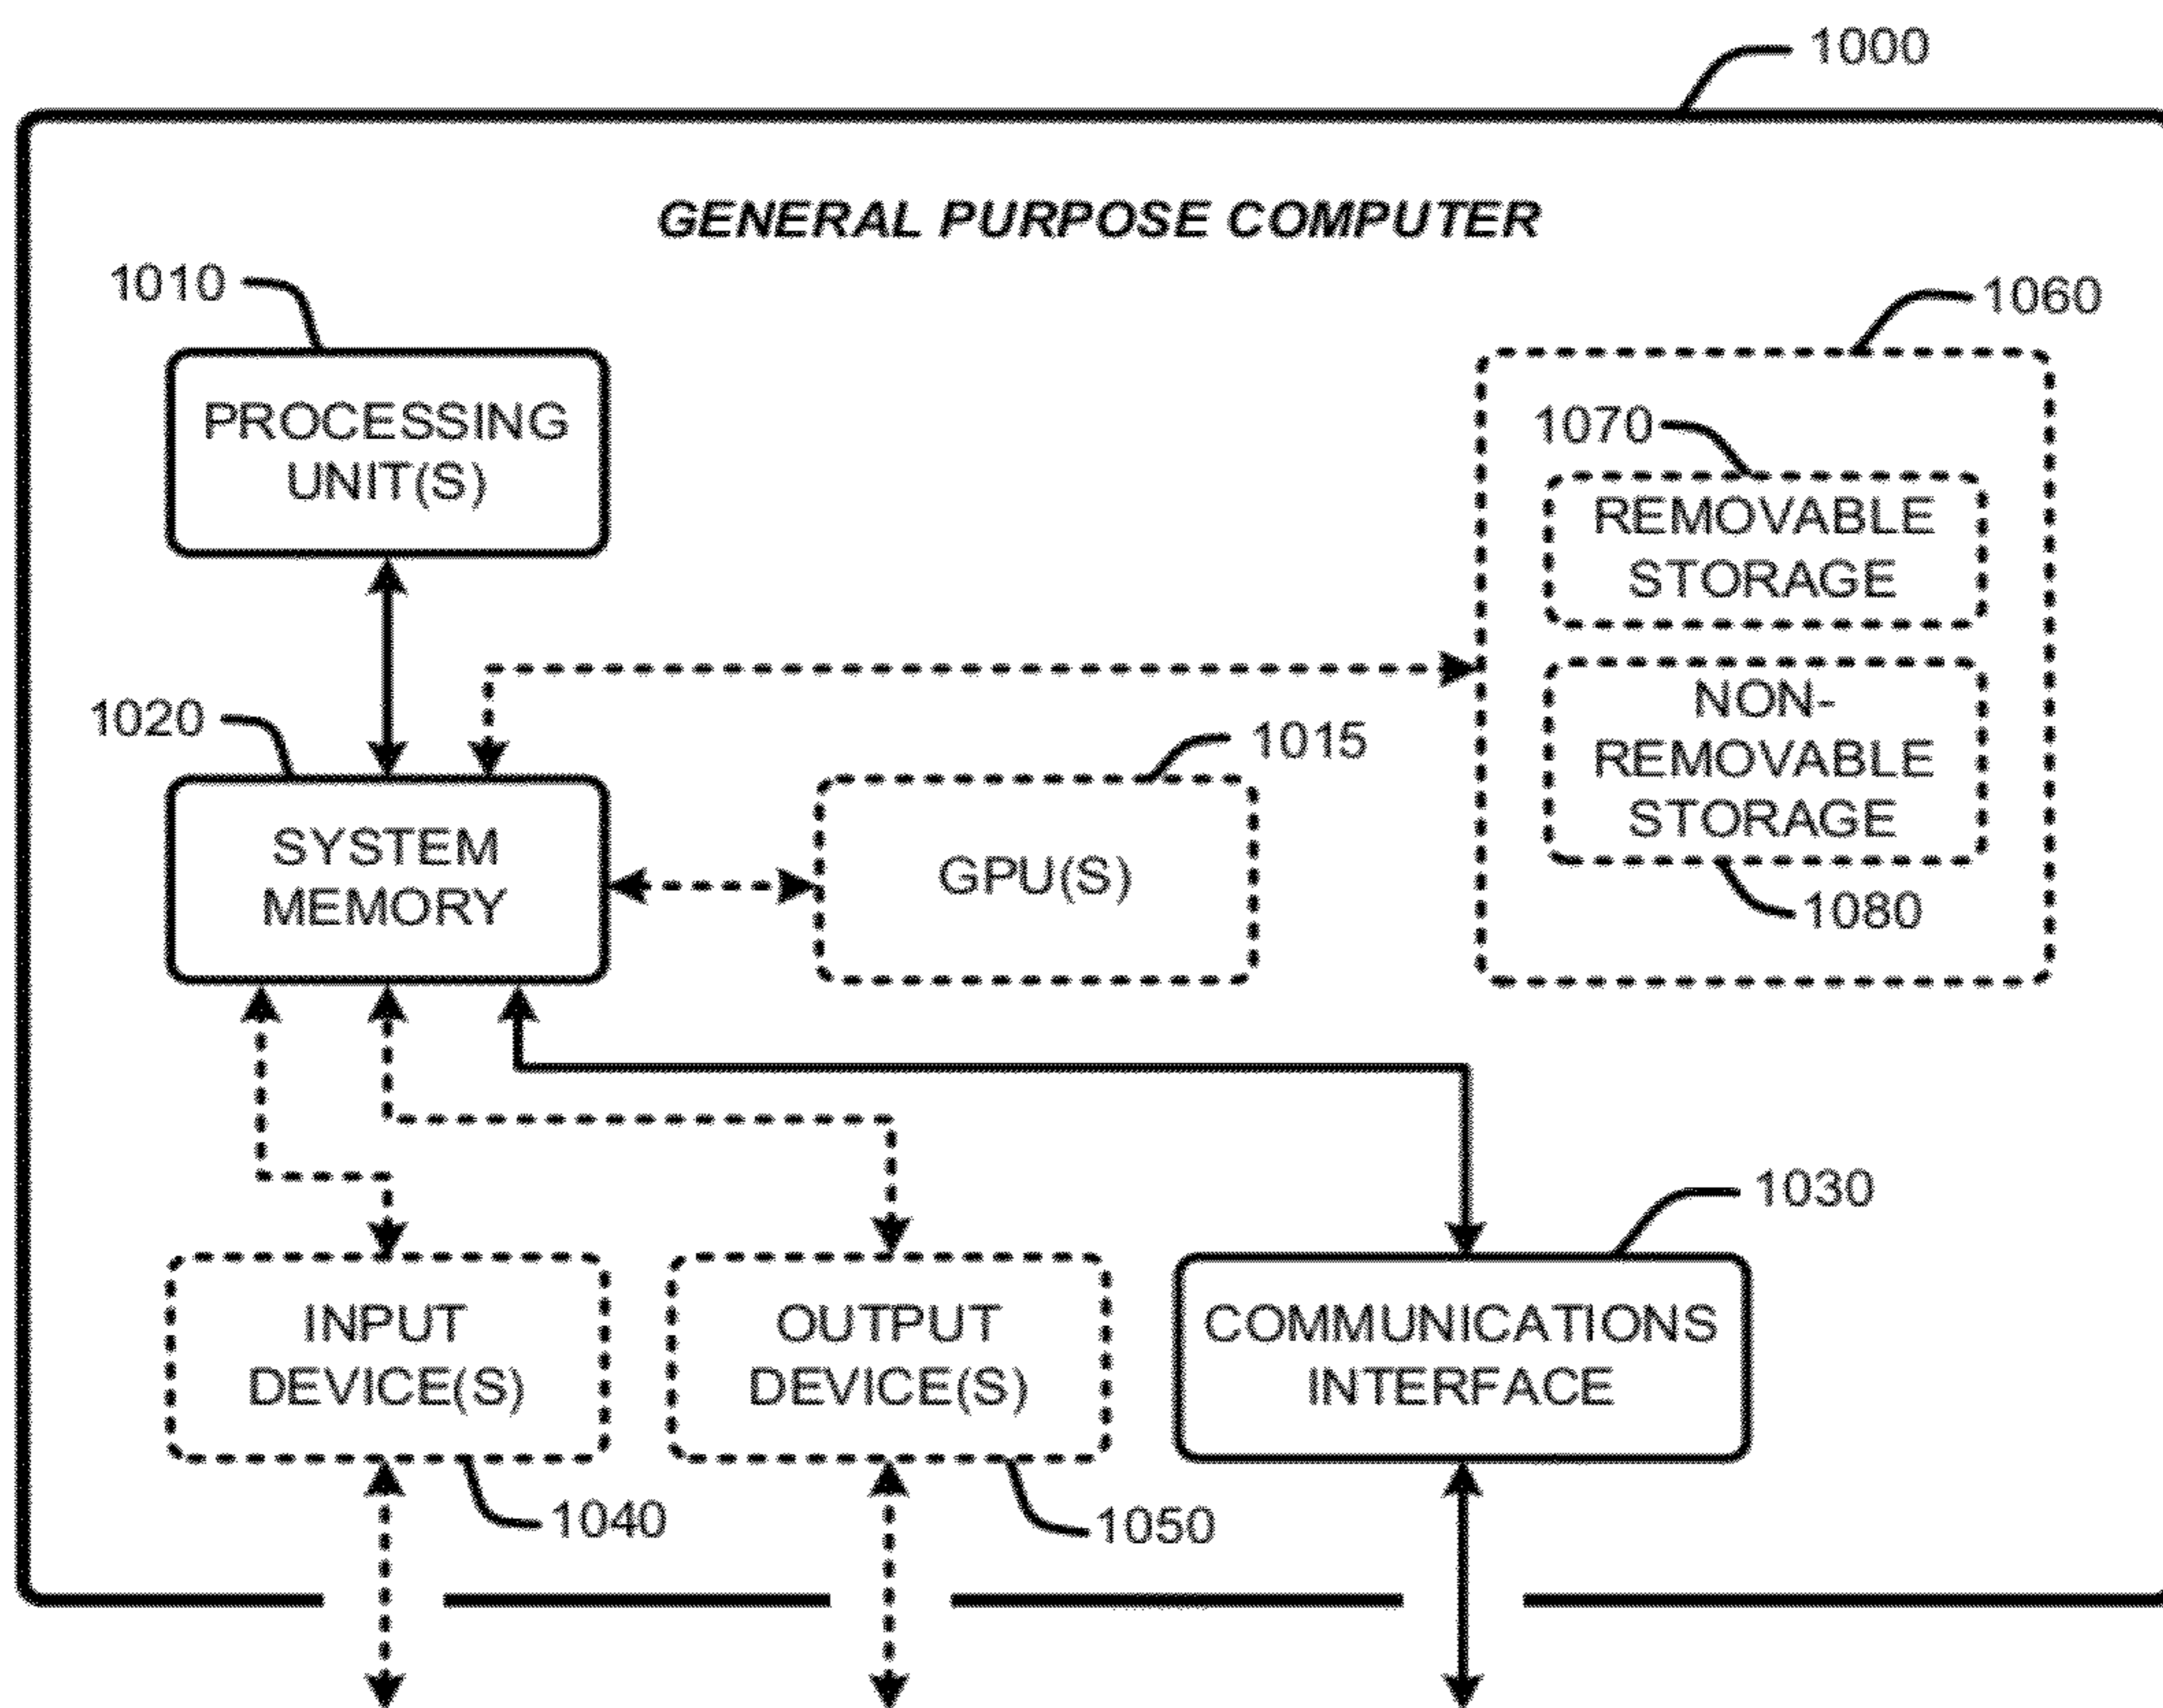 1000
GENERAL PURPOSE COMPUTER
1010
1060
PROCESSING
UNIT(S)
1070
REMOVABLE
STORAGE
1020
1015
NON-
REMOVABLE
STORAGE
SYSTEM
MEMORY
GPU(S)
1080
1030
INPUT
DEVICE(S)
OUTPUT
DEVICE(S)
COMMUNICATIONS
INTERFACE
1040
1050